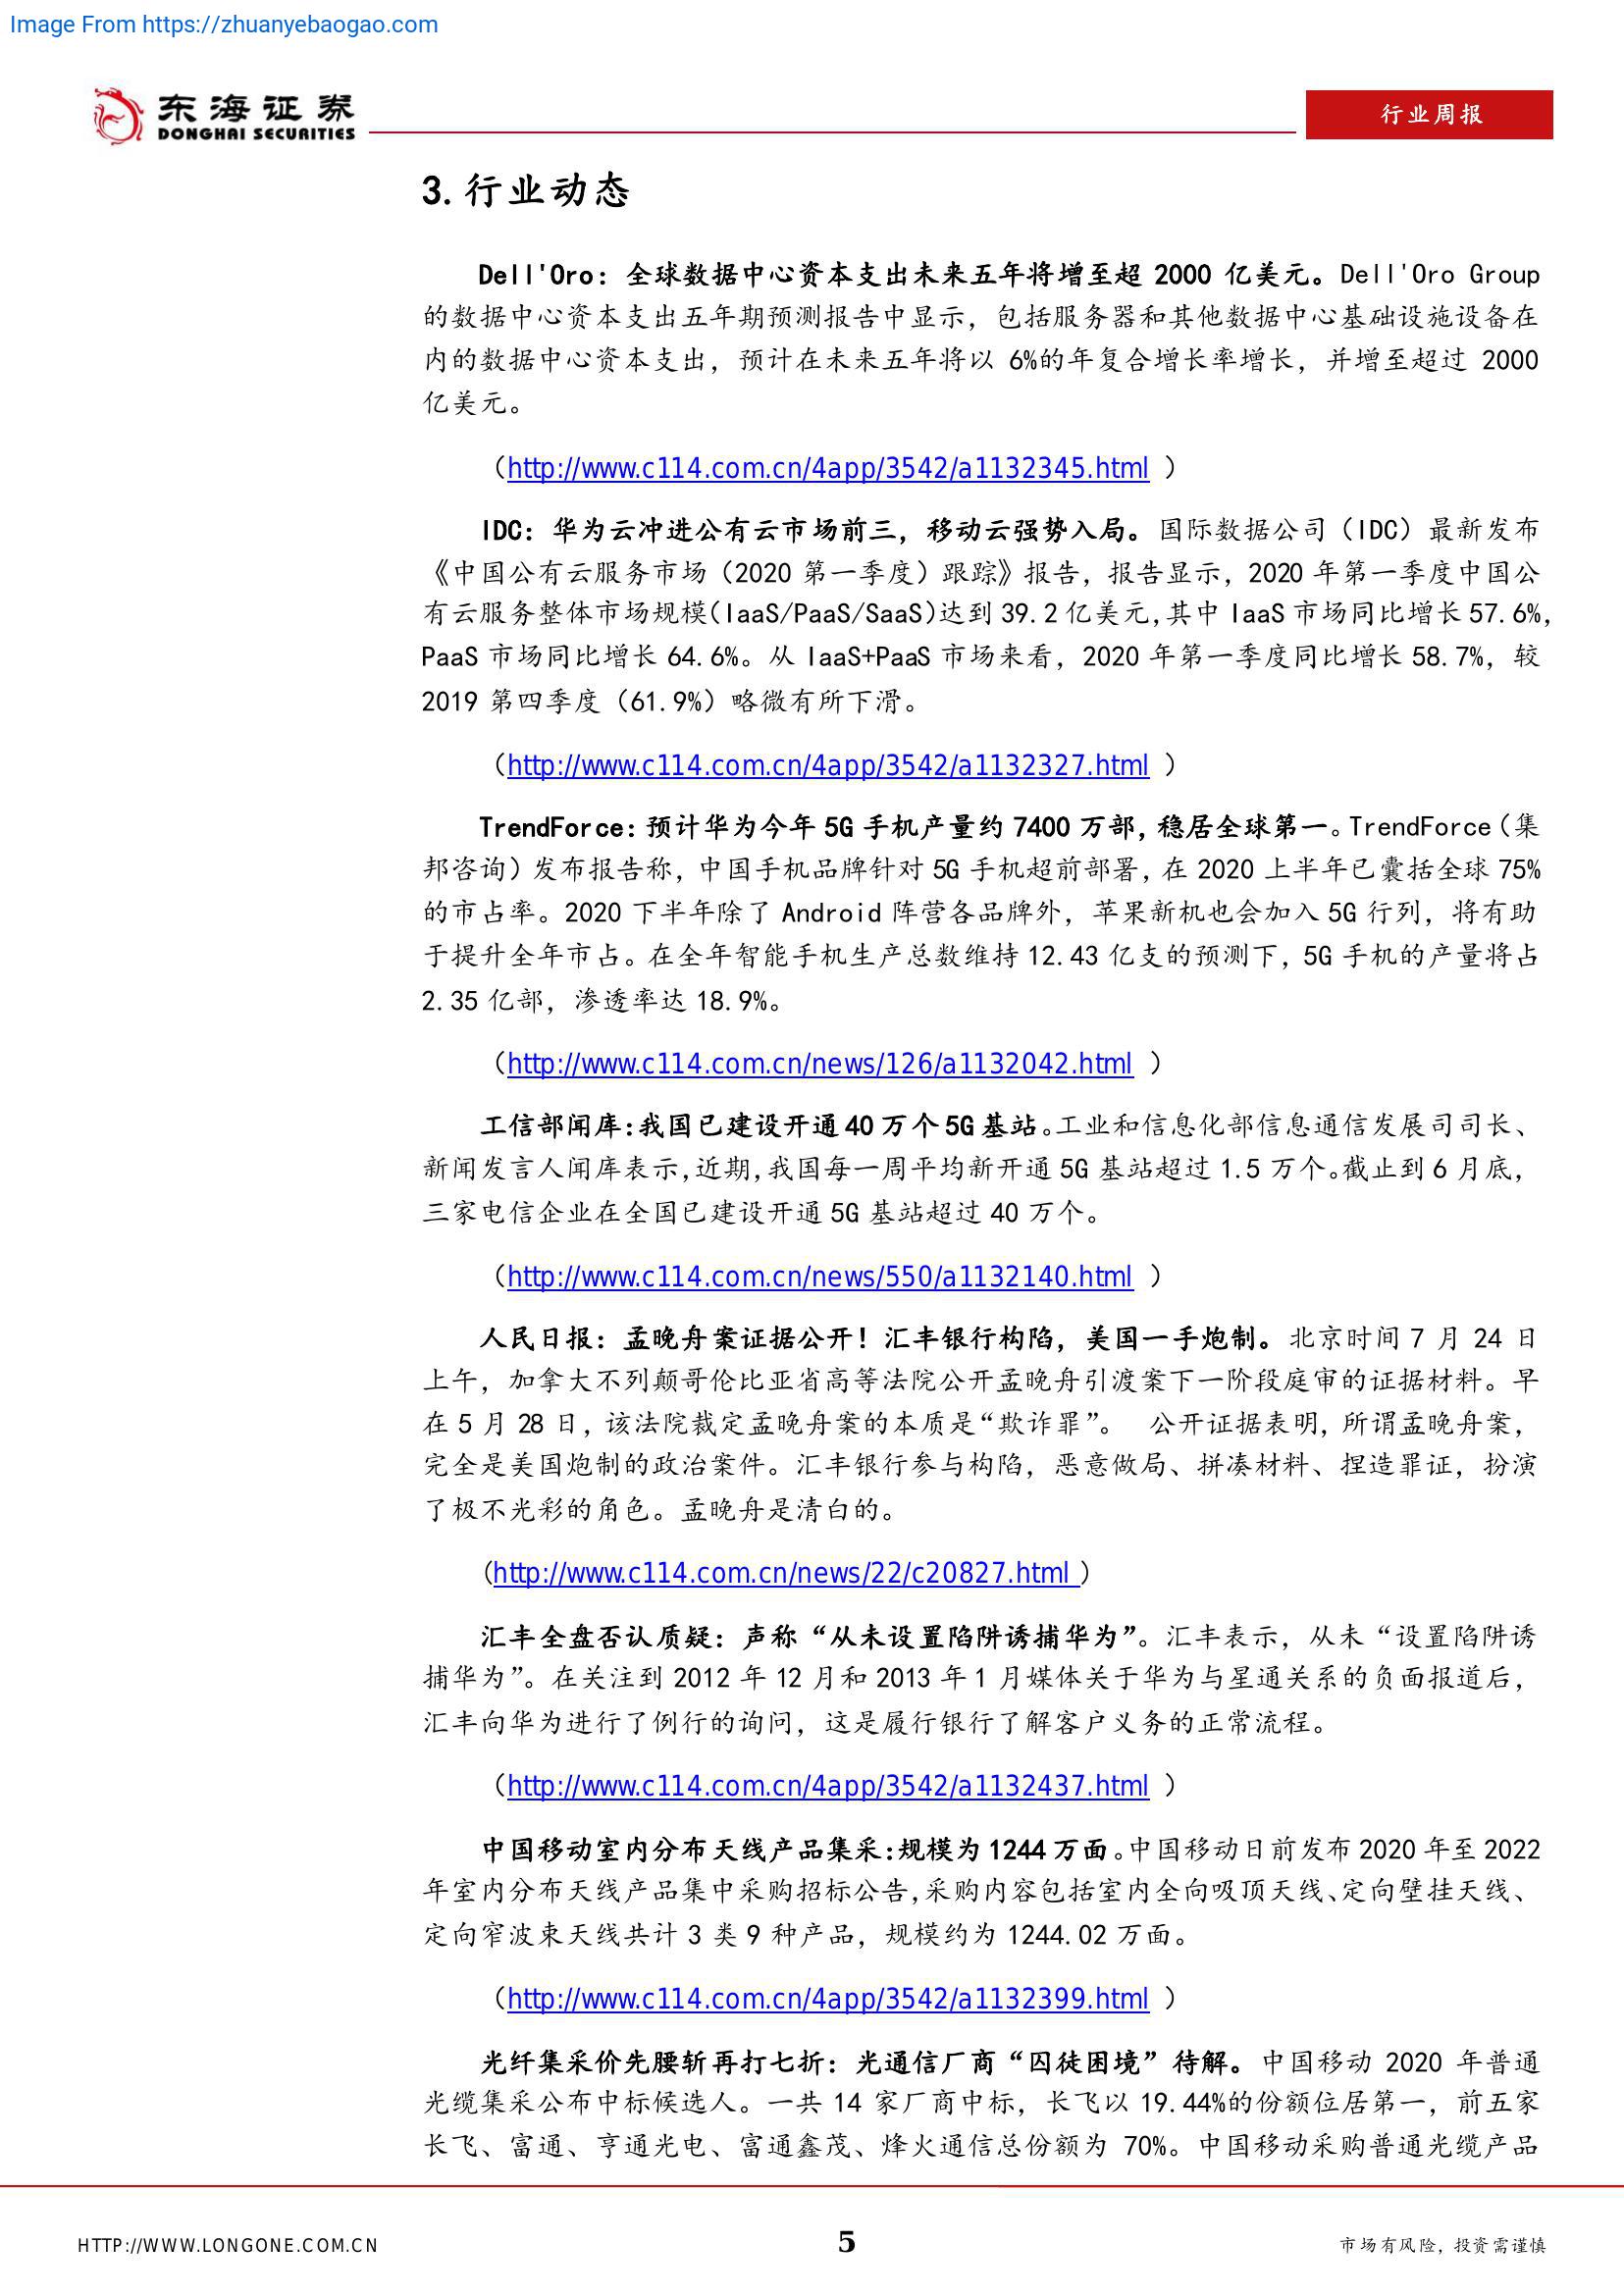 Image From https://zhuanyebaogao.com
东海证券
DONGHAI SECURITIES
行业周报
3. 行业动态
Dell'Oro：全球数据中心资本支出未来五年将增至超 2000 亿美元。Dell'Oro Group
的数据中心资本支出五年期预测报告中显示，包括服务器和其他数据中心基础设施设备在
内的数据中心资本支出，预计在未来五年将以 6%的年复合增长率增长，并增至超过 2000
亿美元。
（http://www.c114.com.cn/4app/3542/a1132345.html ）
IDC：华为云冲进公有云市场前三，移动云强势入局。国际数据公司（IDC）最新发布
《中国公有云服务市场（2020 第一季度）跟踪》报告，报告显示，2020 年第一季度中国公
有云服务整体市场规模(IaaS/PaaS/SaaS)达到 39.2 亿美元,其中 IaaS 市场同比增长 57.6%,
PaaS 市场同比增长 64.6%。从 IaaS+PaaS 市场来看，2020 年第一季度同比增长 58.7%，较
2019 第四季度（61.9%）略微有所下滑。
（http://www.c114.com.cn/4app/3542/a1132327.html ）
TrendForce：预计华为今年 5G 手机产量约 7400 万部，稳居全球第一。TrendForce（集
邦咨询）发布报告称，中国手机品牌针对 5G 手机超前部署，在 2020 上半年已囊括全球 75%
的市占率。2020 下半年除了 Android 阵营各品牌外，苹果新机也会加入 5G 行列，将有助
于提升全年市占。在全年智能手机生产总数维持 12.43 亿支的预测下，5G 手机的产量将占
2.35 亿部，渗透率达 18.9%。
（http://www.c114.com.cn/news/126/a1132042.html ）
工信部闻库：我国已建设开通 40 万个 5G 基站。工业和信息化部信息通信发展司司长、
新闻发言人闻库表示,近期,我国每一周平均新开通 5G 基站超过 1.5 万个。截止到 6 月底，
三家电信企业在全国已建设开通 5G 基站超过 40 万个。
（http://www.c114.com.cn/news/550/a1132140.html ）
人民日报：孟晚舟案证据公开！汇丰银行构陷，美国一手炮制。北京时间 7 月 24 日
上午，加拿大不列颠哥伦比亚省高等法院公开孟晚舟引渡案下一阶段庭审的证据材料。早
在 5 月 28 日，该法院裁定孟晚舟案的本质是“欺诈罪”。 公开证据表明，所谓孟晚舟案，
完全是美国炮制的政治案件。汇丰银行参与构陷，恶意做局、拼凑材料、捏造罪证，扮演
了极不光彩的角色。孟晚舟是清白的。
(http://www.c114.com.cn/news/22/c20827.html )
汇丰全盘否认质疑：声称“从未设置陷阱诱捕华为”。汇丰表示，从未“设置陷阱诱
捕华为”。在关注到 2012 年 12 月和 2013 年 1 月媒体关于华为与星通关系的负面报道后，
汇丰向华为进行了例行的询问，这是履行银行了解客户义务的正常流程。
（http://www.c114.com.cn/4app/3542/a1132437.html ）
中国移动室内分布天线产品集采：规模为 1244 万面。中国移动日前发布 2020 年至 2022
年室内分布天线产品集中采购招标公告,采购内容包括室内全向吸顶天线、定向壁挂天线、
定向窄波束天线共计 3 类 9 种产品，规模约为 1244.02 万面。
（http://www.c114.com.cn/4app/3542/a1132399.html ）
光纤集采价先腰斩再打七折：光通信厂商“囚徒困境”待解。中国移动 2020 年普通
光缆集采公布中标候选人。一共 14 家厂商中标，长飞以 19.44%的份额位居第一，前五家
长飞、富通、亨通光电、富通鑫茂、烽火通信总份额为 70%。中国移动采购普通光缆产品
HTTP://WWW.LONGONE.COM.CN
5
市场有风险，投资需谨慎